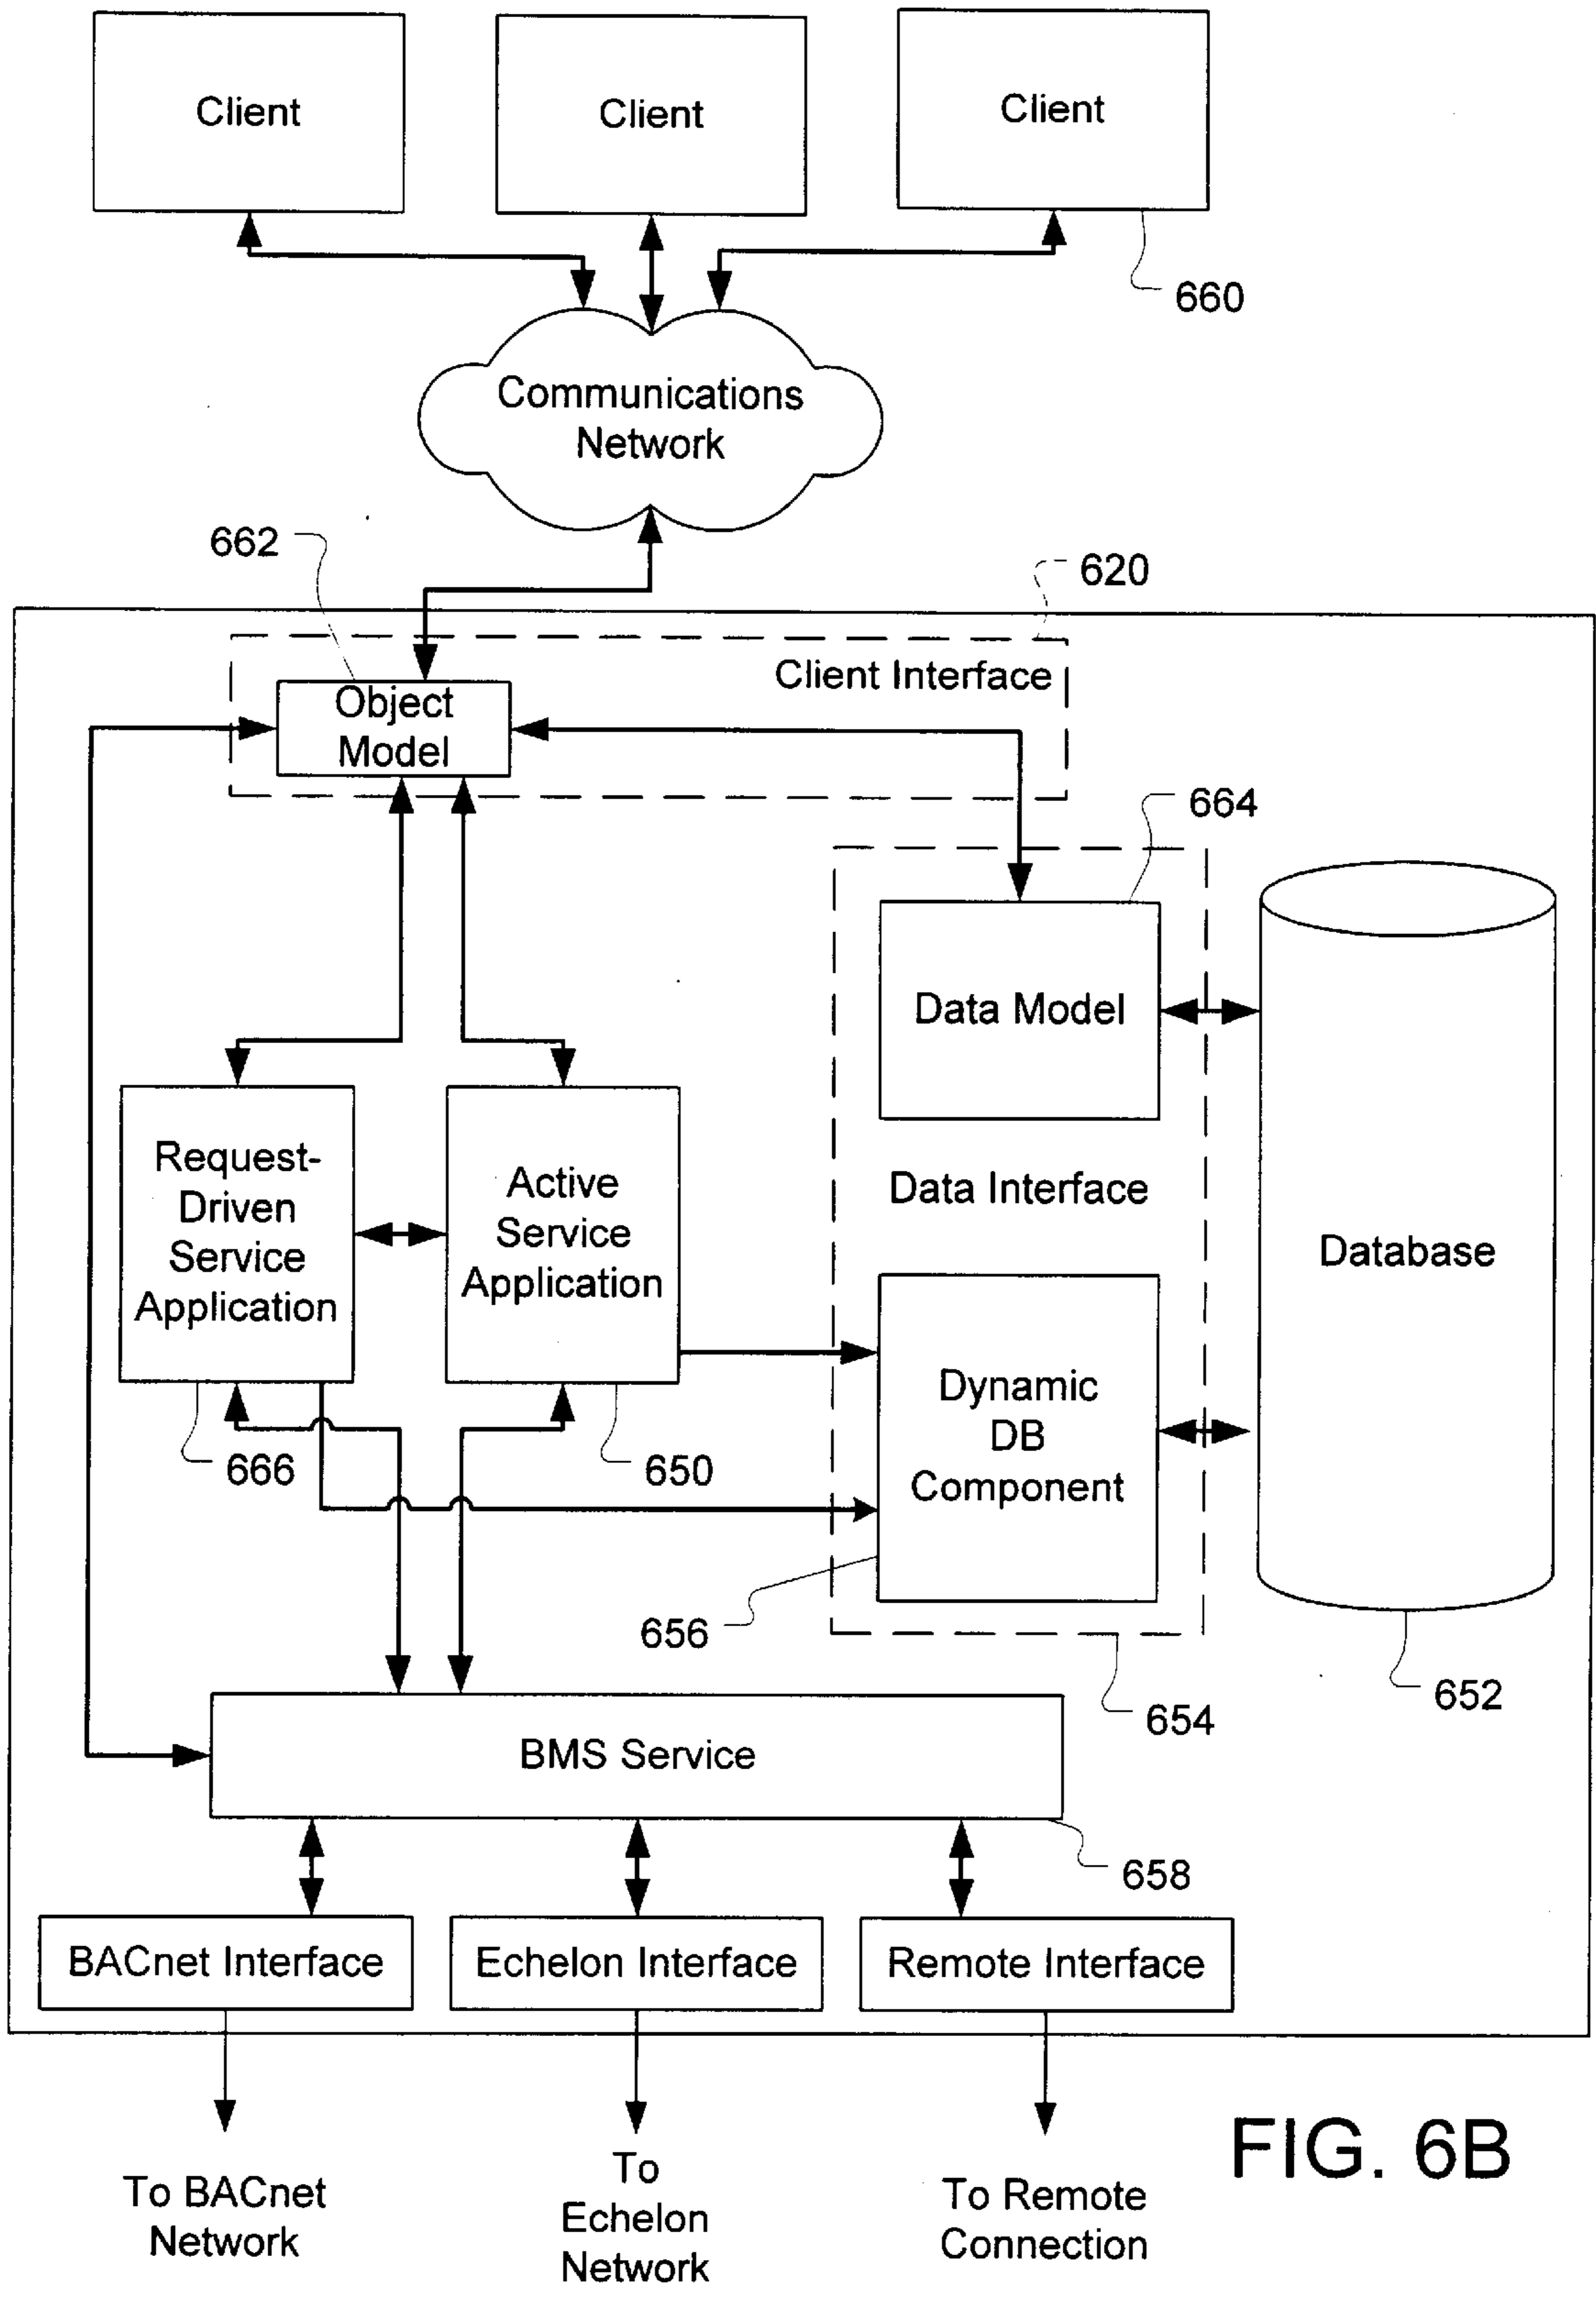 Client
Client
Client
660
Communications
Network
662
620
Client Interface
Object
Model
664
Data Model
Request-
Driven
Service
Application
Active
Service
Application
Data Interface
Database
Dynamic
DB
Component
666
650
656
652
654
BMS Service
658
BACnet Interface
Echelon Interface
Remote Interface
To BACnet
Network
To
Echelon
Network
To Remote
Connection
FIG. 6B